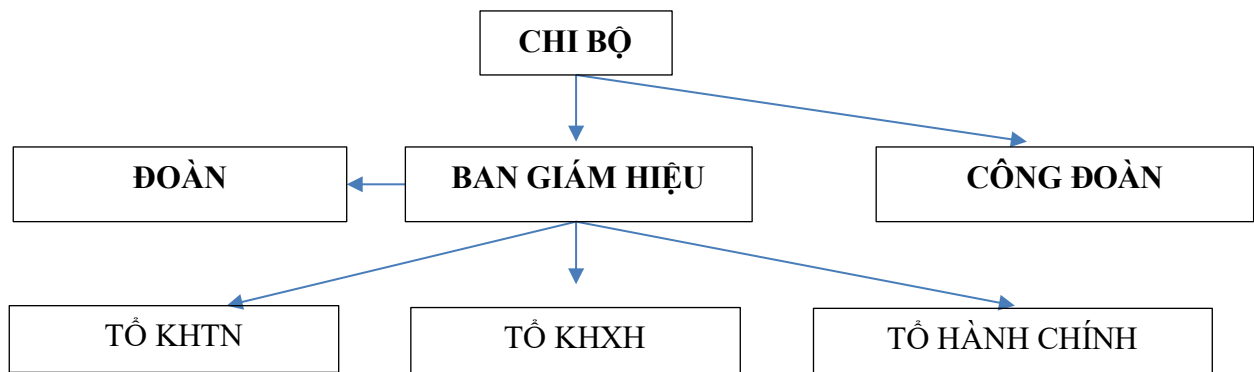 CHI BỘ
ĐOÀN
BAN GIÁM HIỆU
CÔNG ĐOÀN
TỔ KHTN
TỔ KHXH
TỔ HÀNH CHÍNH